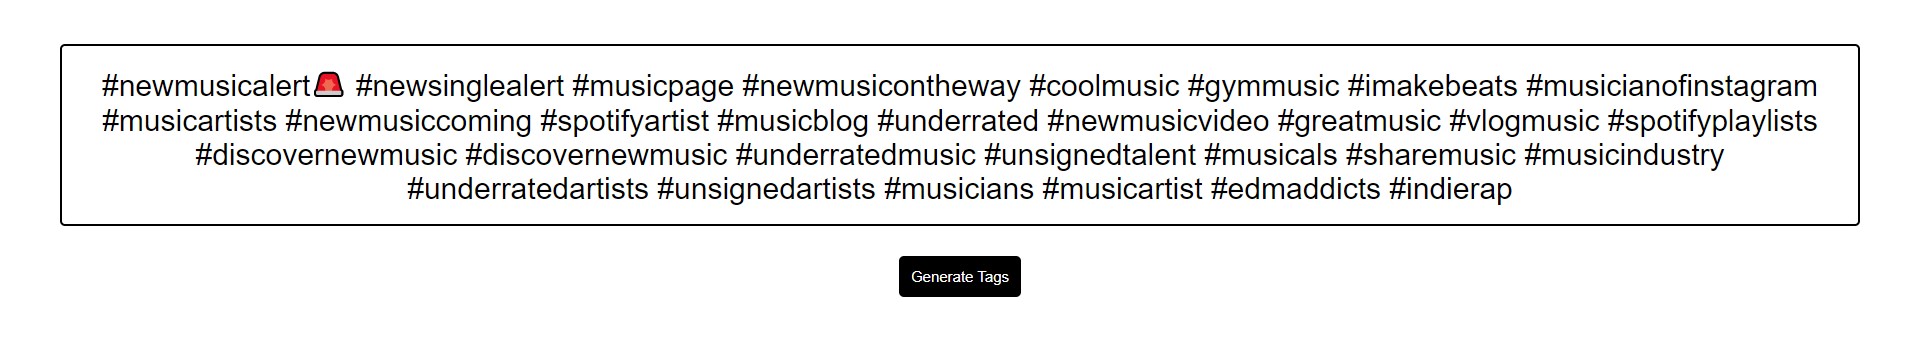 #newmusicalert🚨 #newsinglealert #musicpage #newmusicontheway #coolmusic #gymmusic #imakebeats #musicianofinstagram
#musicartists #newmusiccoming #spotifyartist #musicblog #underrated #newmusicvideo #greatmusic #vlogmusic #spotifyplaylists
#discovernewmusic #discovernewmusic #underratedmusic #unsignedtalent #musicals #sharemusic #musicindustry
#underratedartists #unsignedartists #musicians #musicartist #edmaddicts #indierap
Generate Tags